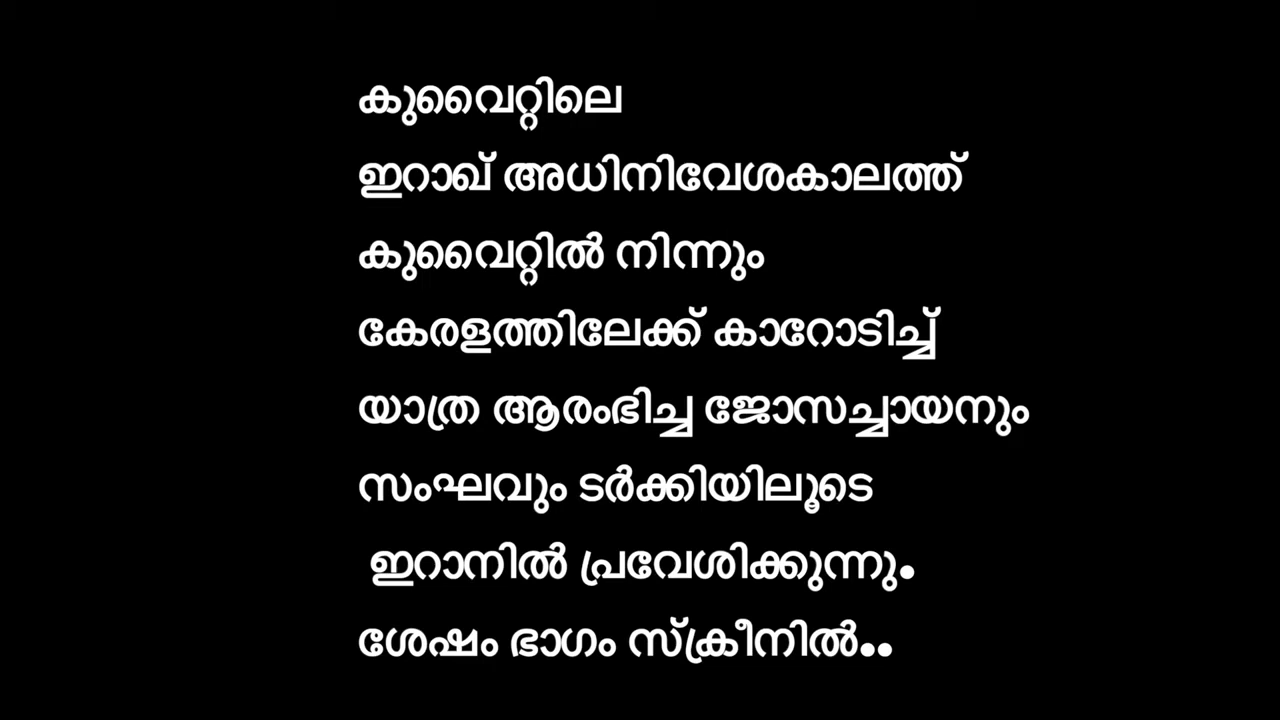 കുവൈറ്റിലെ
ഇറാഖ് അധിനിവേശകാലത്ത്
കുവൈറ്റിൽ നിന്നും
കേരളത്തിലേക്ക് കാറോടിച്ച്
യാത്ര ആരംഭിച്ച ജോസച്ചായനും
സംഘവും ടർക്കിയിലൂടെ
ഇറാനിൽ പ്രവേശിക്കുന്നു.
ശേഷം ഭാഗം സ്ക്രീനിൽ..